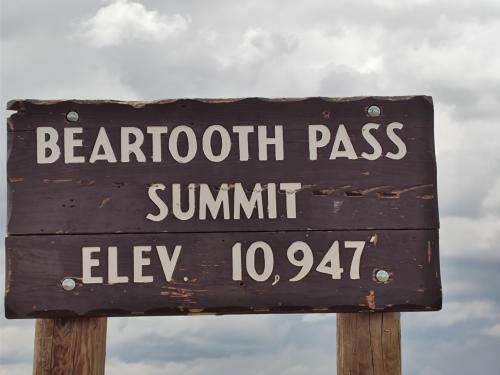 BEARTOOTH PASS
SUMMIT
ELEV. 10,947